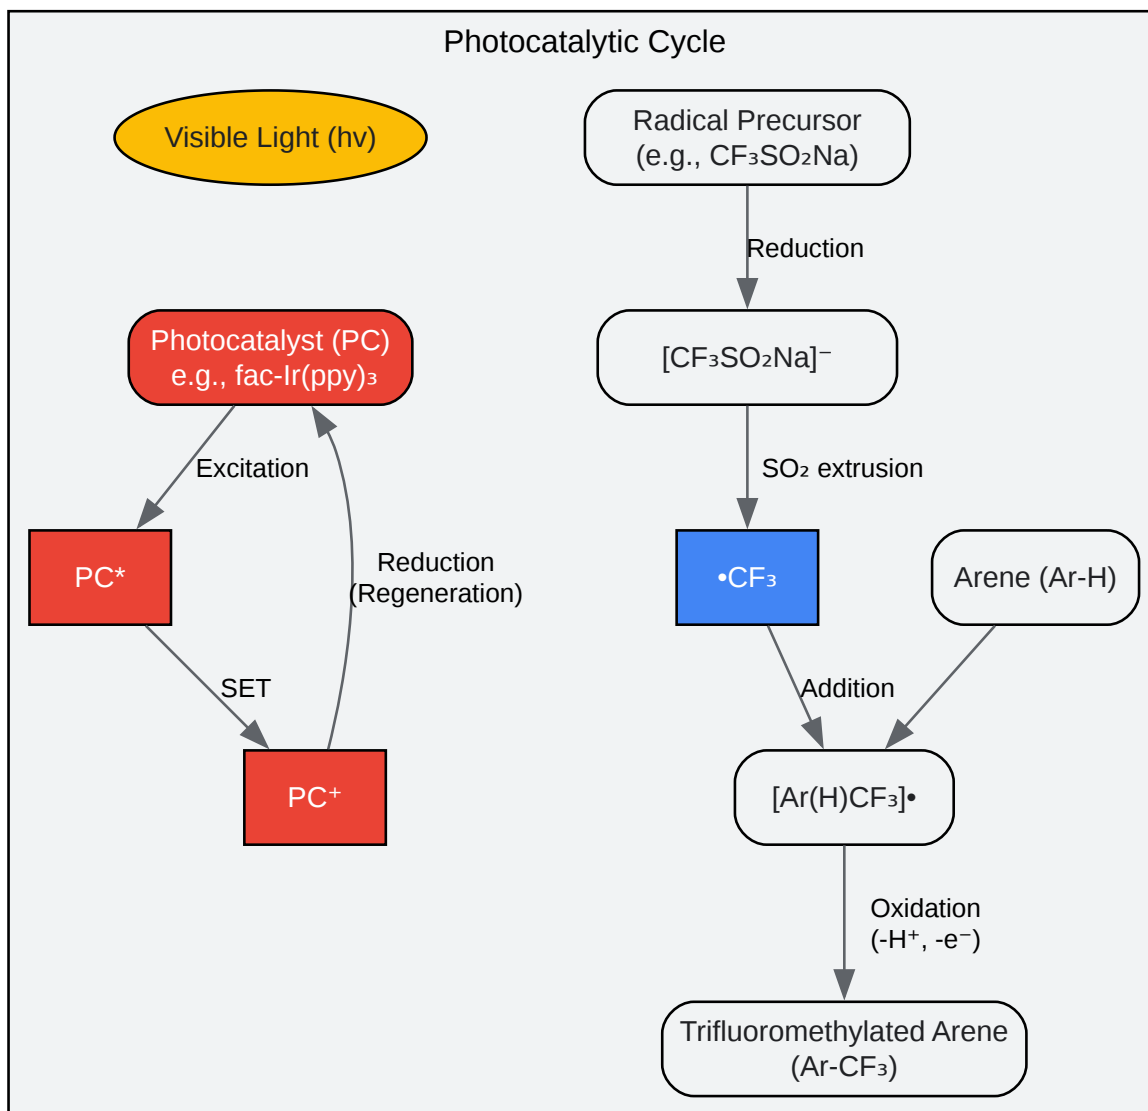 Photocatalytic Cycle
Visible Light (hv)
Radical Precursor
(e.g., CF₃SO₂Na)
Reduction
Photocatalyst (PC)
e.g., fac-Ir(ppy)₃
[CF₃SO₂Na]⁻
Excitation
SO₂ extrusion
PC*
Reduction
(Regeneration)
•CF₃
Arene (Ar-H)
SET
Addition
PC⁺
[Ar(H)CF₃]•
Oxidation
(-H⁺, -e⁻)
Trifluoromethylated Arene
(Ar-CF₃)